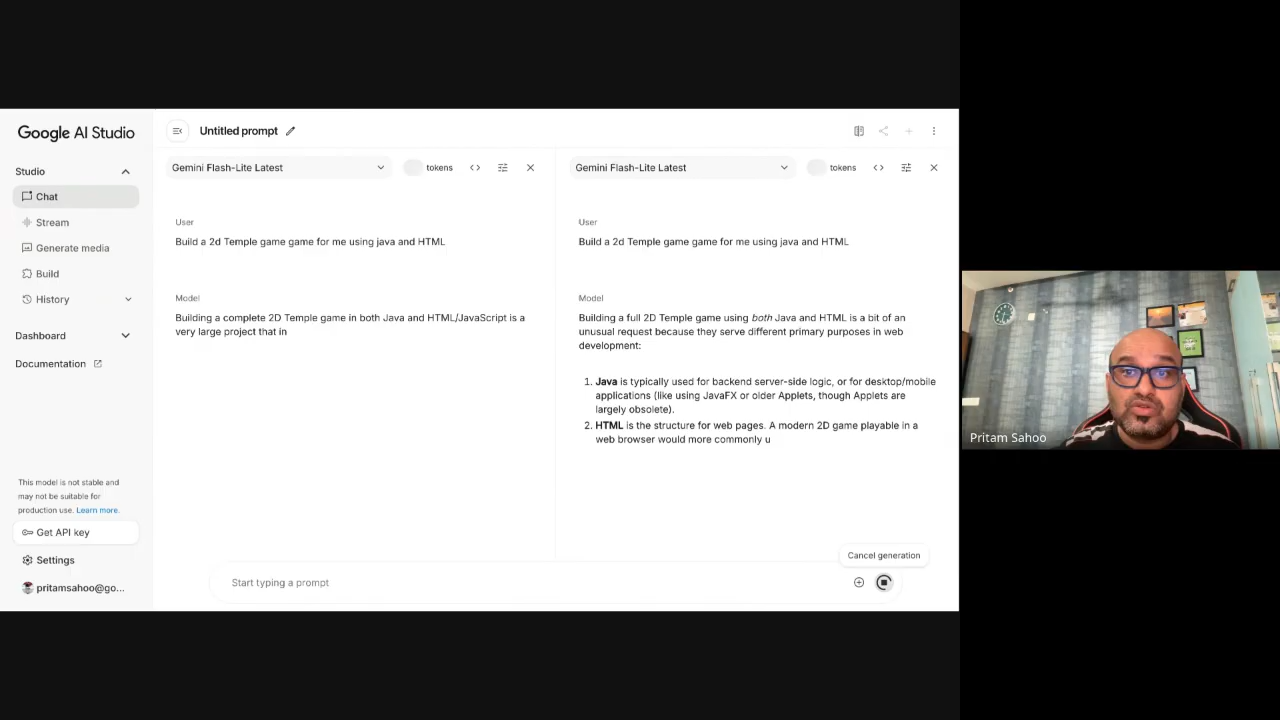 Google AI Studio
Studio
Chat
Stream
Generate media
Build
History
Dashboard
Documentation
This model is not stable and
may not be suitable for
production use. Learn more.
Get API key
Settings
pritamsahoo@go...
Untitled prompt
Gemini Flash-Lite Latest
tokens
User
Build a 2d Temple game game for me using java and HTML
Model
Building a complete 2D Temple game in both Java and HTML/JavaScript is a
very large project that in
Gemini Flash-Lite Latest
tokens
User
Build a 2d Temple game game for me using java and HTML
Model
Building a full 2D Temple game using both Java and HTML is a bit of an
unusual request because they serve different primary purposes in web
development:
1. Java is typically used for backend server-side logic, or for desktop/mobile
applications (like using JavaFX or older Applets, though Applets are
largely obsolete).
2. HTML is the structure for web pages. A modern 2D game playable in a
web browser would more commonly u
Cancel generation
Start typing a prompt
Pritam Sahoo